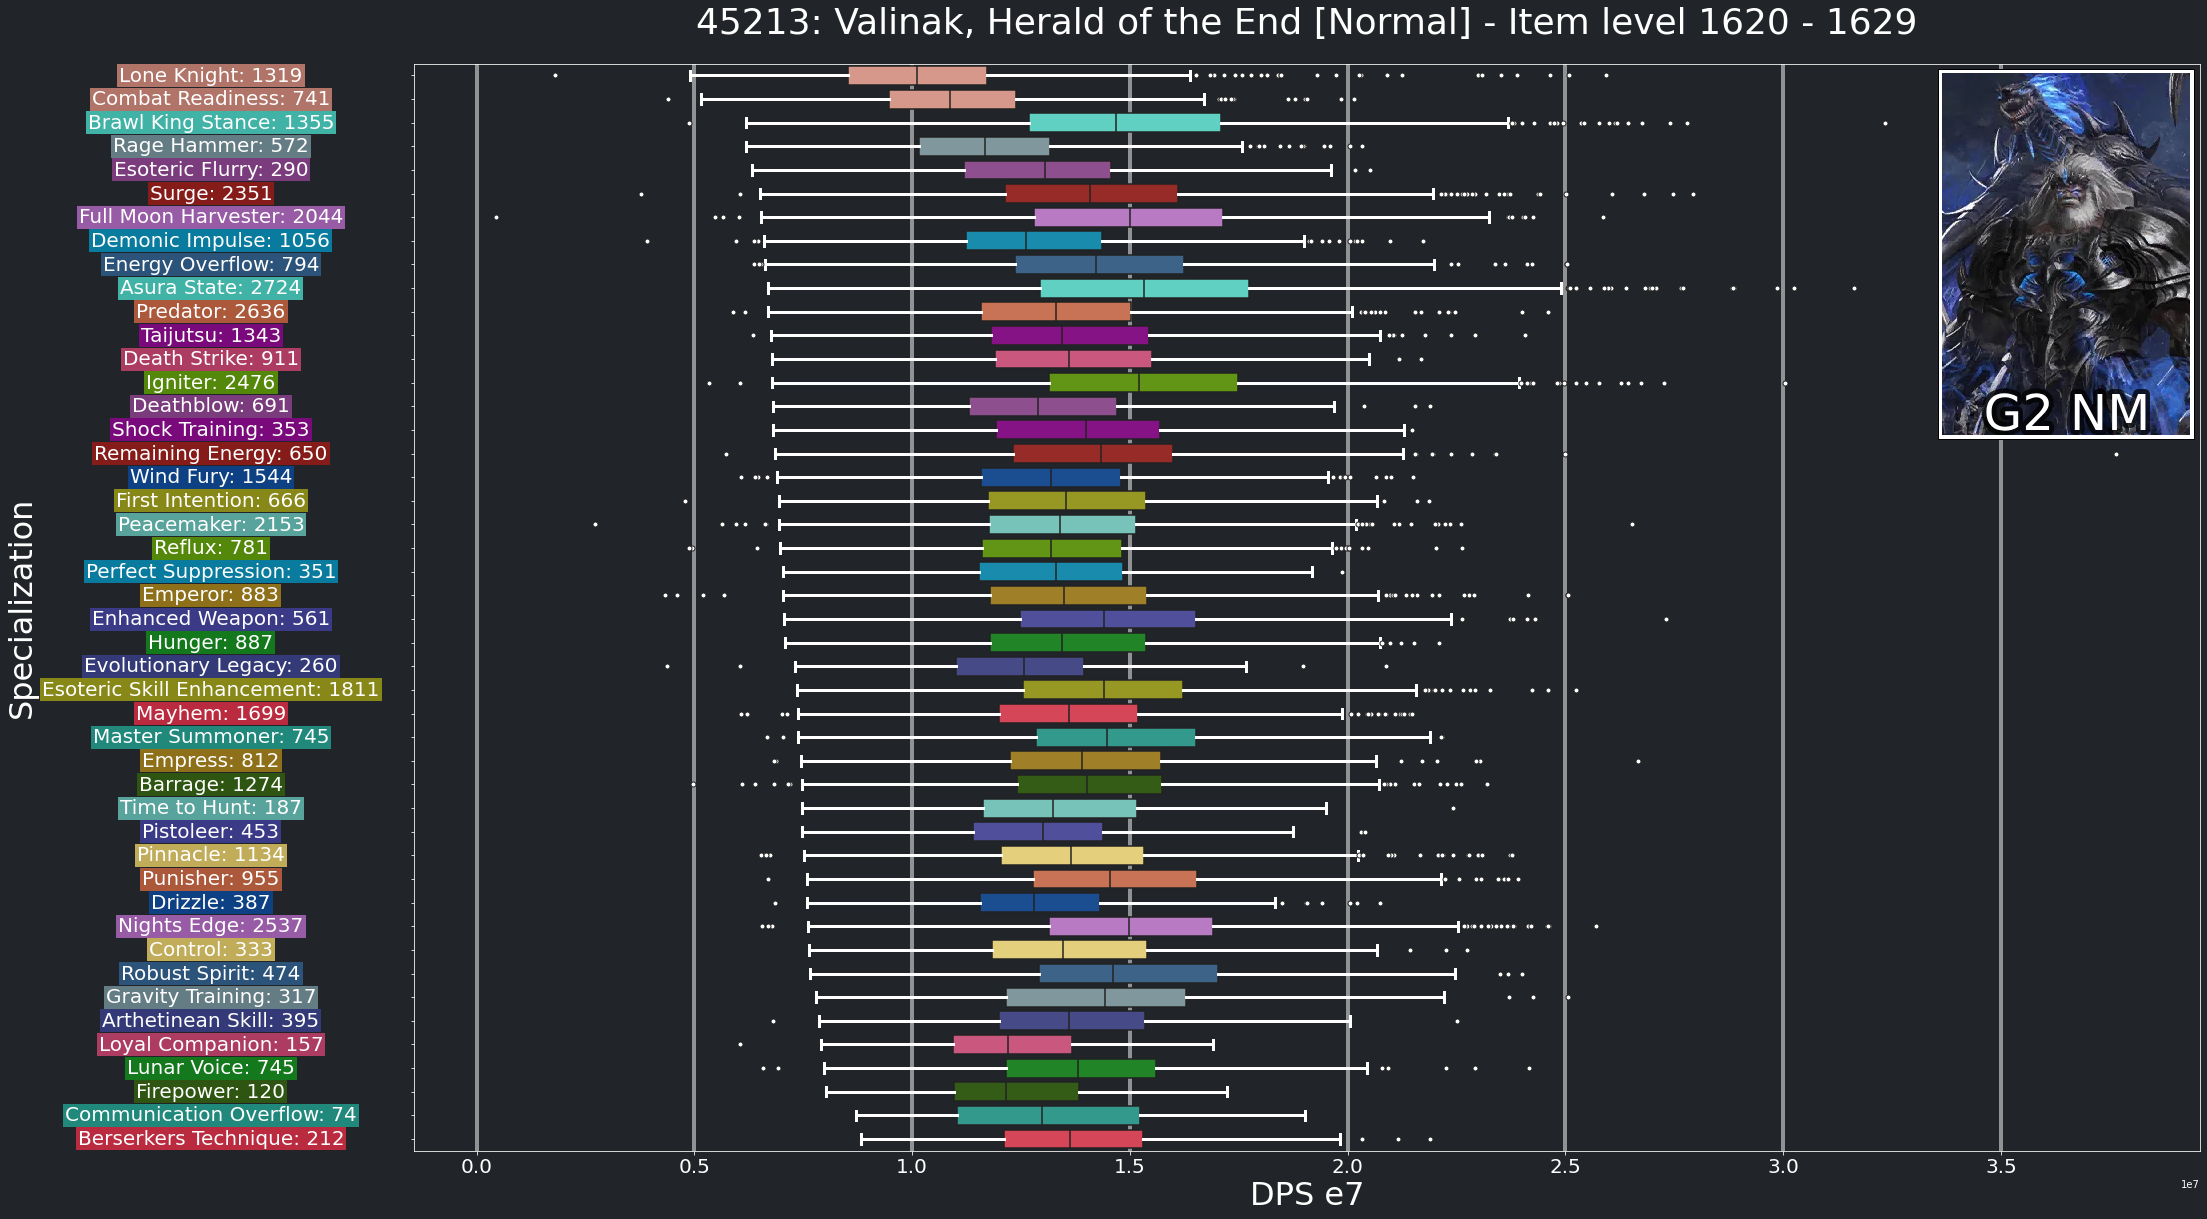 45213: Valinak, Herald of the End [Normal] - Item level 1620 - 1629
Lone Knight: 1319
Combat Readiness: 741
Brawl King Stance: 1355
Rage Hammer: 572
Esoteric Flurry: 290
Surge: 2351
Full Moon Harvester: 2044
Demonic Impulse: 1056
Energy Overflow: 794
Asura State: 2724
Predator: 2636
Taijutsu: 1343
Death Strike: 911
Igniter: 2476
Deathblow: 691
Shock Training: 353
Remaining Energy: 650
Wind Fury: 1544
First Intention: 666
Peacemaker: 2153
Reflux: 781
Perfect Suppression: 351
Emperor: 883
Enhanced Weapon: 561
Hunger: 887
Evolutionary Legacy: 260
Esoteric Skill Enhancement: 1811
Mayhem: 1699
Master Summoner: 745
Empress: 812
Barrage: 1274
Time to Hunt: 187
Pistoleer: 453
Pinnacle: 1134
Punisher: 955
Drizzle: 387
Nights Edge: 2537
Control: 333
Robust Spirit: 474
Gravity Training: 317
Arthetinean Skill: 395
Loyal Companion: 157
Lunar Voice: 745
Firepower: 120
Communication Overflow: 74
Berserkers Technique: 212
Specialization
G2 NM
0.0 0.5 1.0 1.5 2.0 2.5 3.0 3.5
DPS e7
1e7